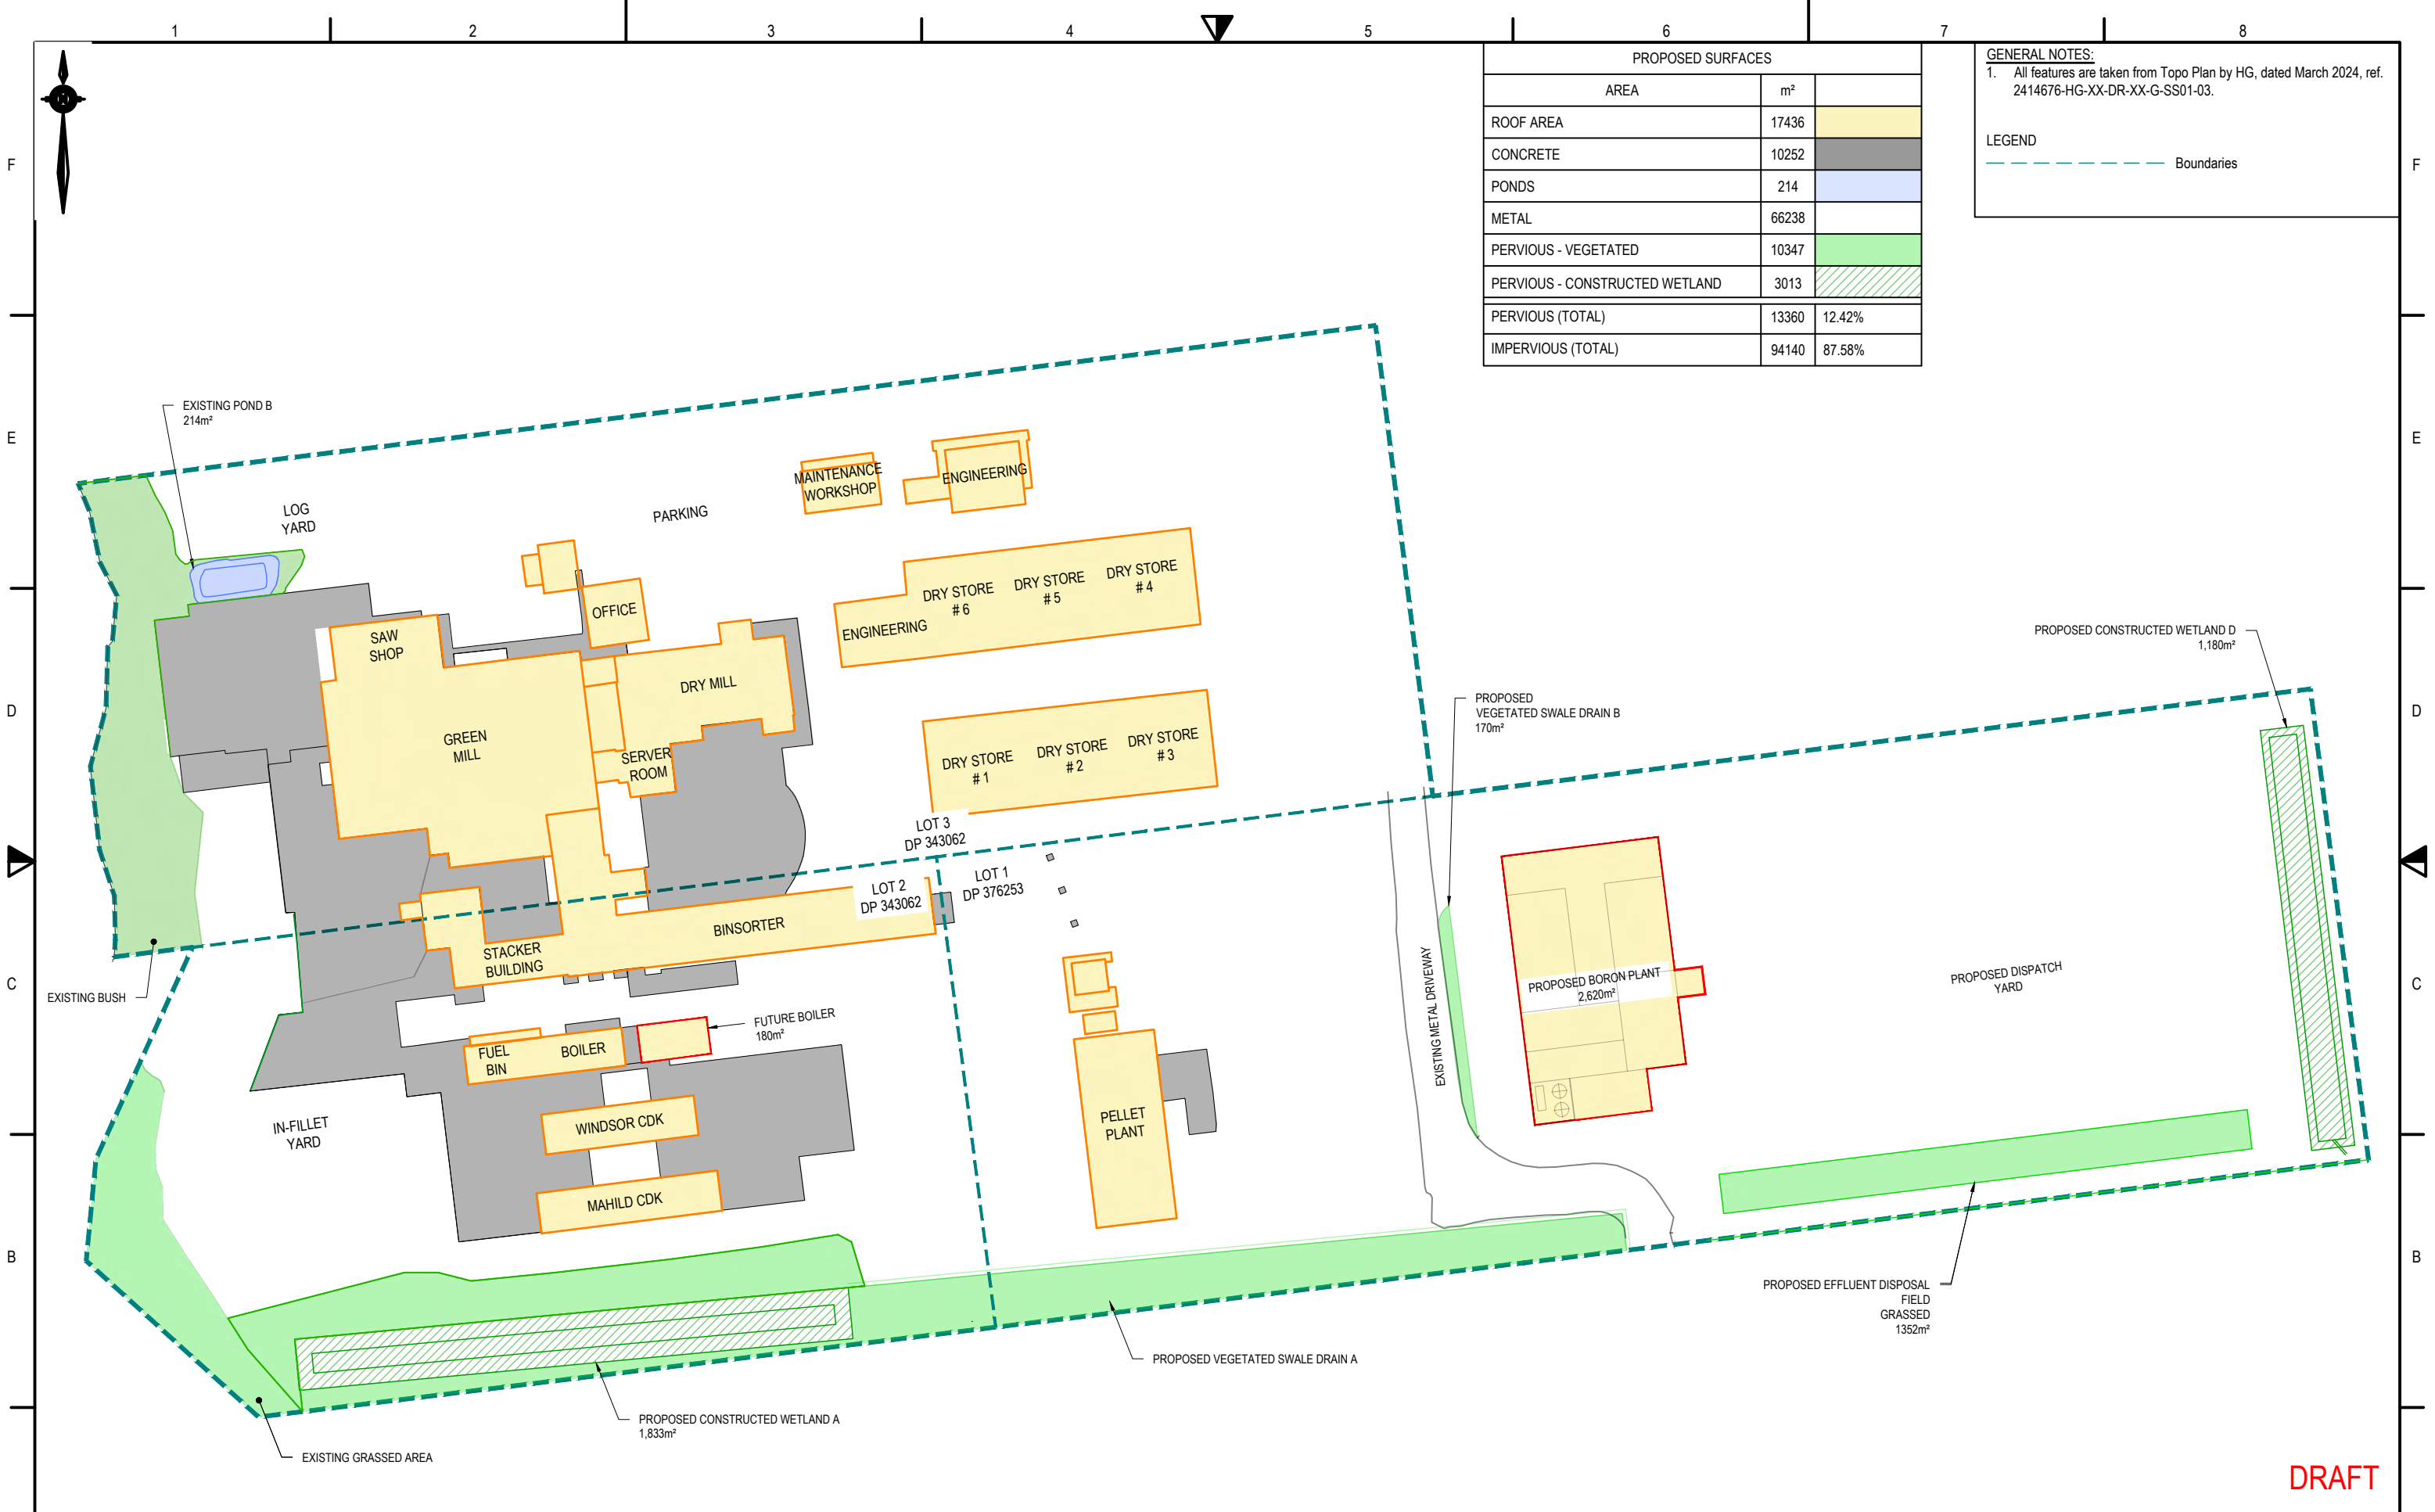 1 2 3 4 5 6 7 8
PROPOSED SURFACES
AREA m²
ROOF AREA 17436
CONCRETE 10252
PONDS 214
METAL 66238
PERVIOUS - VEGETATED 10347
PERVIOUS - CONSTRUCTED WETLAND 3013
PERVIOUS (TOTAL) 13360 12.42%
IMPERVIOUS (TOTAL) 94140 87.58%
GENERAL NOTES:
1. All features are taken from Topo Plan by HG, dated March 2024, ref.
2414676-HG-XX-DR-XX-G-SS01-03.
LEGEND
Boundaries
F F
E E
D D
C C
B B
EXISTING POND B
214m²
LOG
YARD
PARKING
MAINTENANCE
WORKSHOP
ENGINEERING
OFFICE
SAW
SHOP
DRY MILL
GREEN
MILL
SERVER
ROOM
ENGINEERING
DRY STORE
# 6
DRY STORE
# 5
DRY STORE
# 4
DRY STORE
# 1
DRY STORE
# 2
DRY STORE
# 3
LOT 3
DP 343062
LOT 2
DP 343062
LOT 1
DP 376253
BINSORTER
STACKER
BUILDING
EXISTING BUSH
FUTURE BOILER
180m²
FUEL
BIN
BOILER
WINDSOR CDK
MAHILD CDK
IN-FILLET
YARD
PELLET
PLANT
EXISTING METAL DRIVEWAY
PROPOSED
VEGETATED SWALE DRAIN B
170m²
PROPOSED CONSTRUCTED WETLAND D
1,180m²
PROPOSED BORON PLANT
2,620m²
PROPOSED DISPATCH
YARD
PROPOSED EFFLUENT DISPOSAL
FIELD
GRASSED
1352m²
PROPOSED VEGETATED SWALE DRAIN A
PROPOSED CONSTRUCTED WETLAND A
1,833m²
EXISTING GRASSED AREA
DRAFT